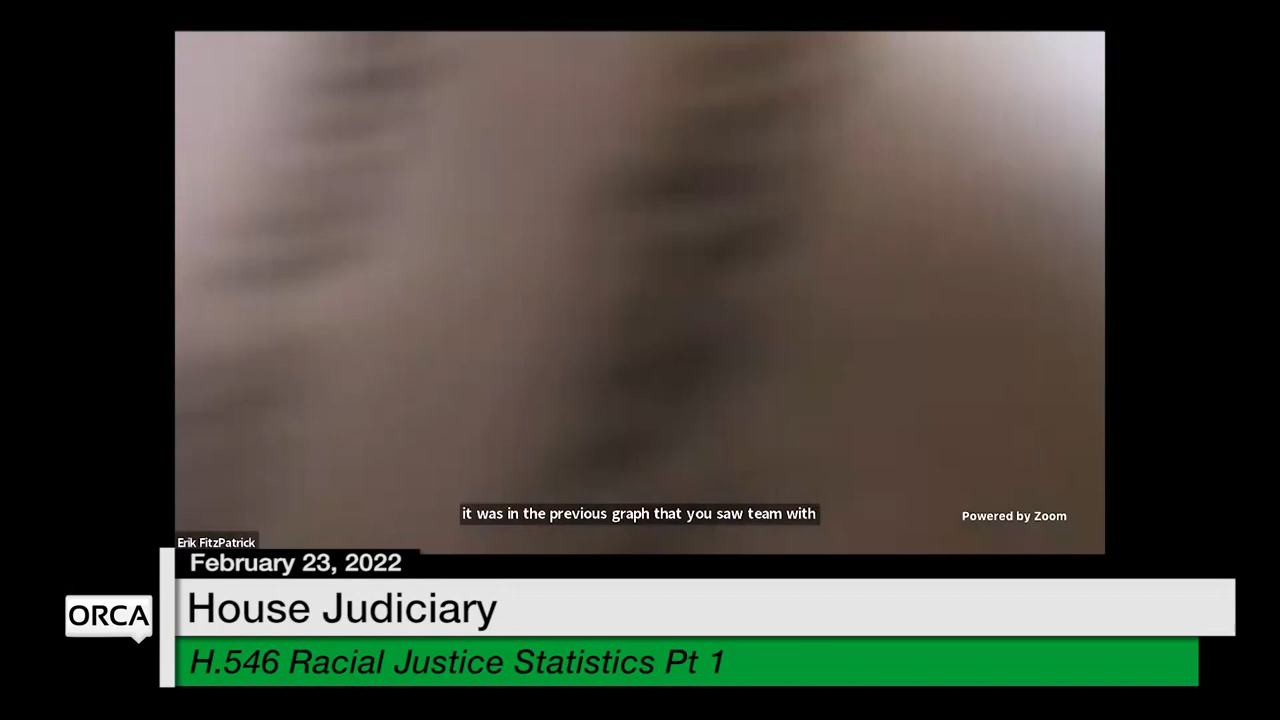 it was in the previous graph that you saw team with
Powered by Zoom
Erik FitzPatrick
February 23, 2022
House Judiciary
ORCA
H.546 Racial Justice Statistics Pt 1